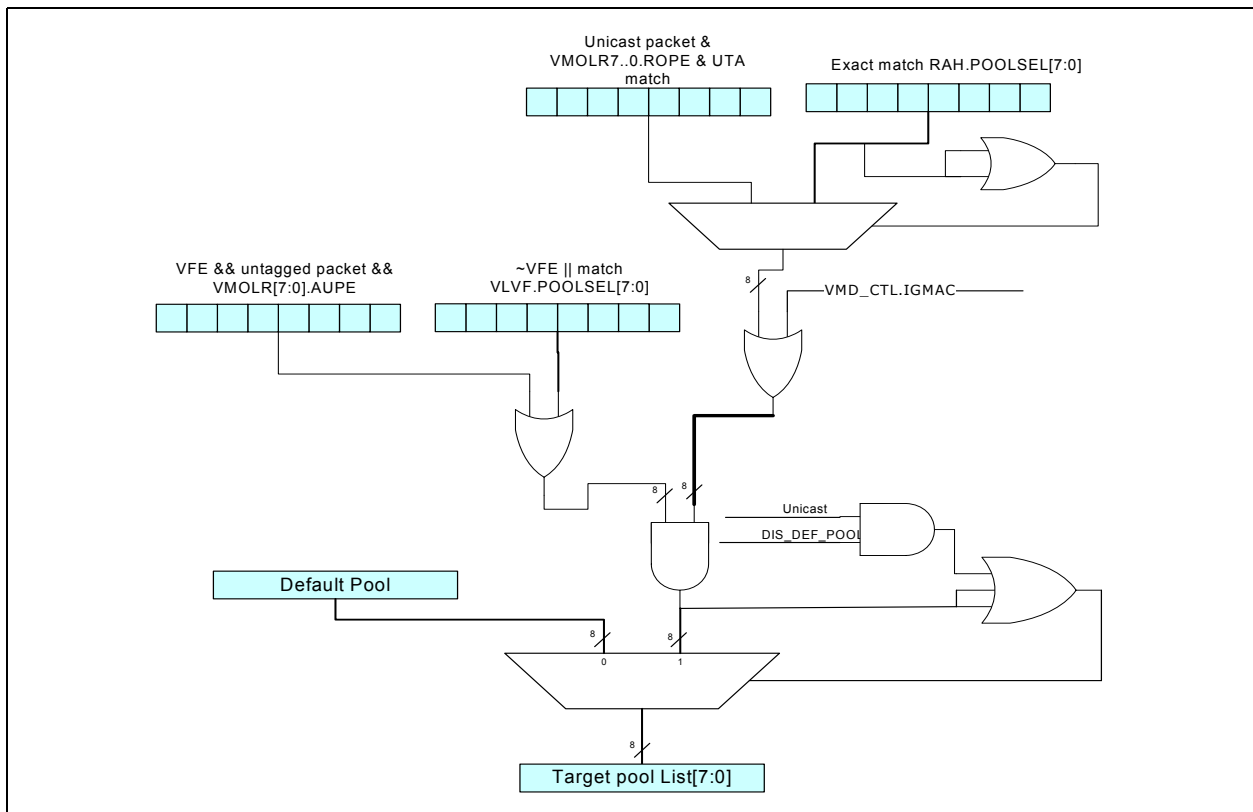 Unicast packet &
VMOLR7..0.ROPE & UTA
match
Exact match RAH.POOLSEL[7:0]
VFE && untagged packet &&
VMOLR[7:0].AUPE
~VFE || match
VLVF.POOLSEL[7:0]
8
VMD_CTL.IGMAC
8
8
Unicast
DIS_DEF_POOL
Default Pool
8
8
0
1
8
Target pool List[7:0]